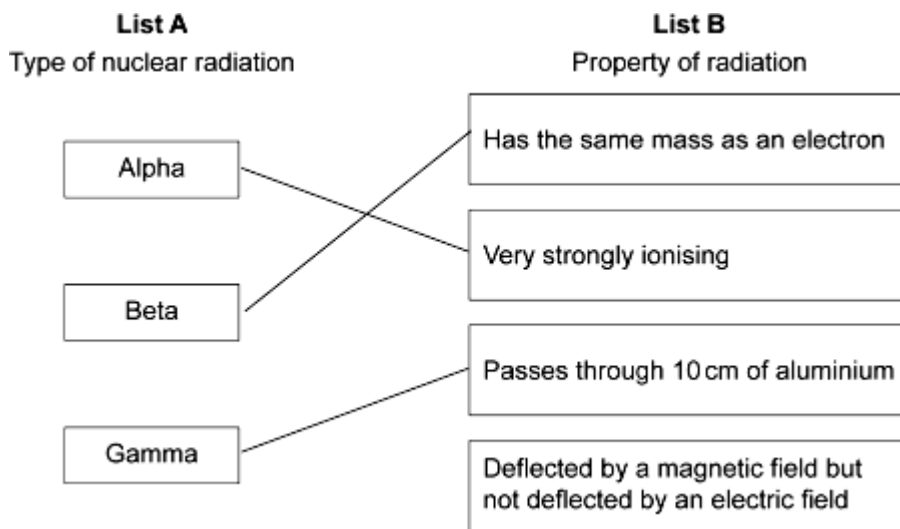 List A
Type of nuclear radiation
Alpha
Beta
Gamma
List B
Property of radiation
Has the same mass as an electron
Very strongly ionising
Passes through 10 cm of aluminium
Deflected by a magnetic field but
not deflected by an electric field